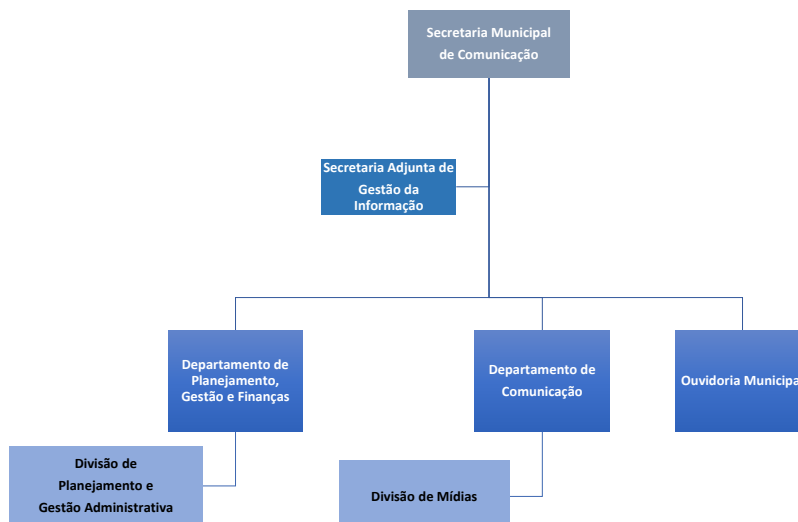 Secretaria Municipal
de Comunicação
Secretaria Adjunta de
Gestão da
Informação
Departamento de
Planejamento,
Gestão e Finanças
Departamento de
Comunicação
Ouvidoria Municipal
Divisão de
Planejamento e
Gestão Administrativa
Divisão de Mídias